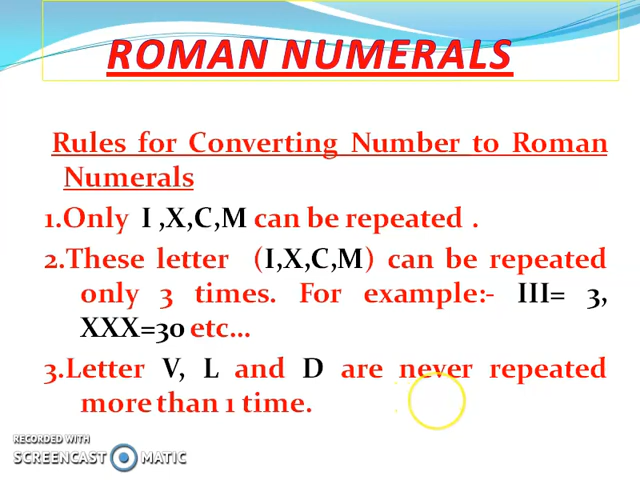 ROMAN NUMERALS
Rules for Converting Number to Roman
Numerals
1.Only I ,X,C,M can be repeated .
2.These letter (I,X,C,M) can be repeated
only 3 times. For example:- III= 3,
XXX=30 etc...
3.Letter V, L and D are never repeated
more than 1 time.
RECORDED WITH
SCREENCAST MATIC